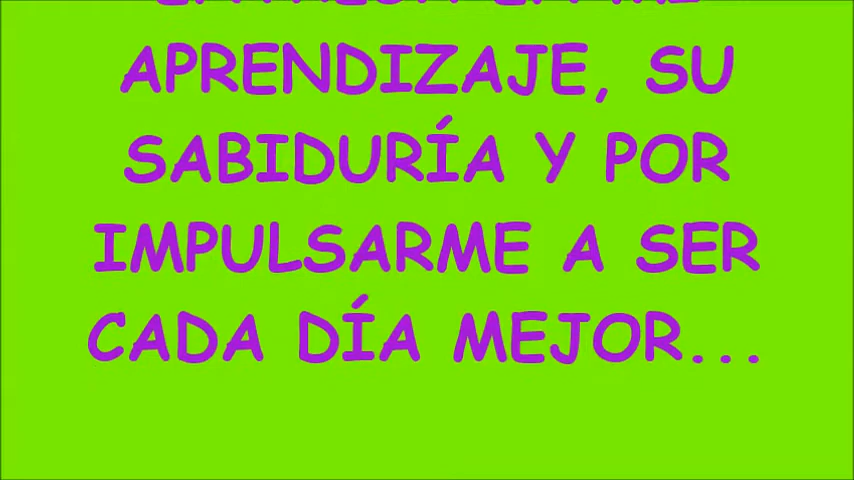 APRENDIZAJE, SU
SABIDURÍA Y POR
IMPULSARME A SER
CADA DÍA MEJOR...